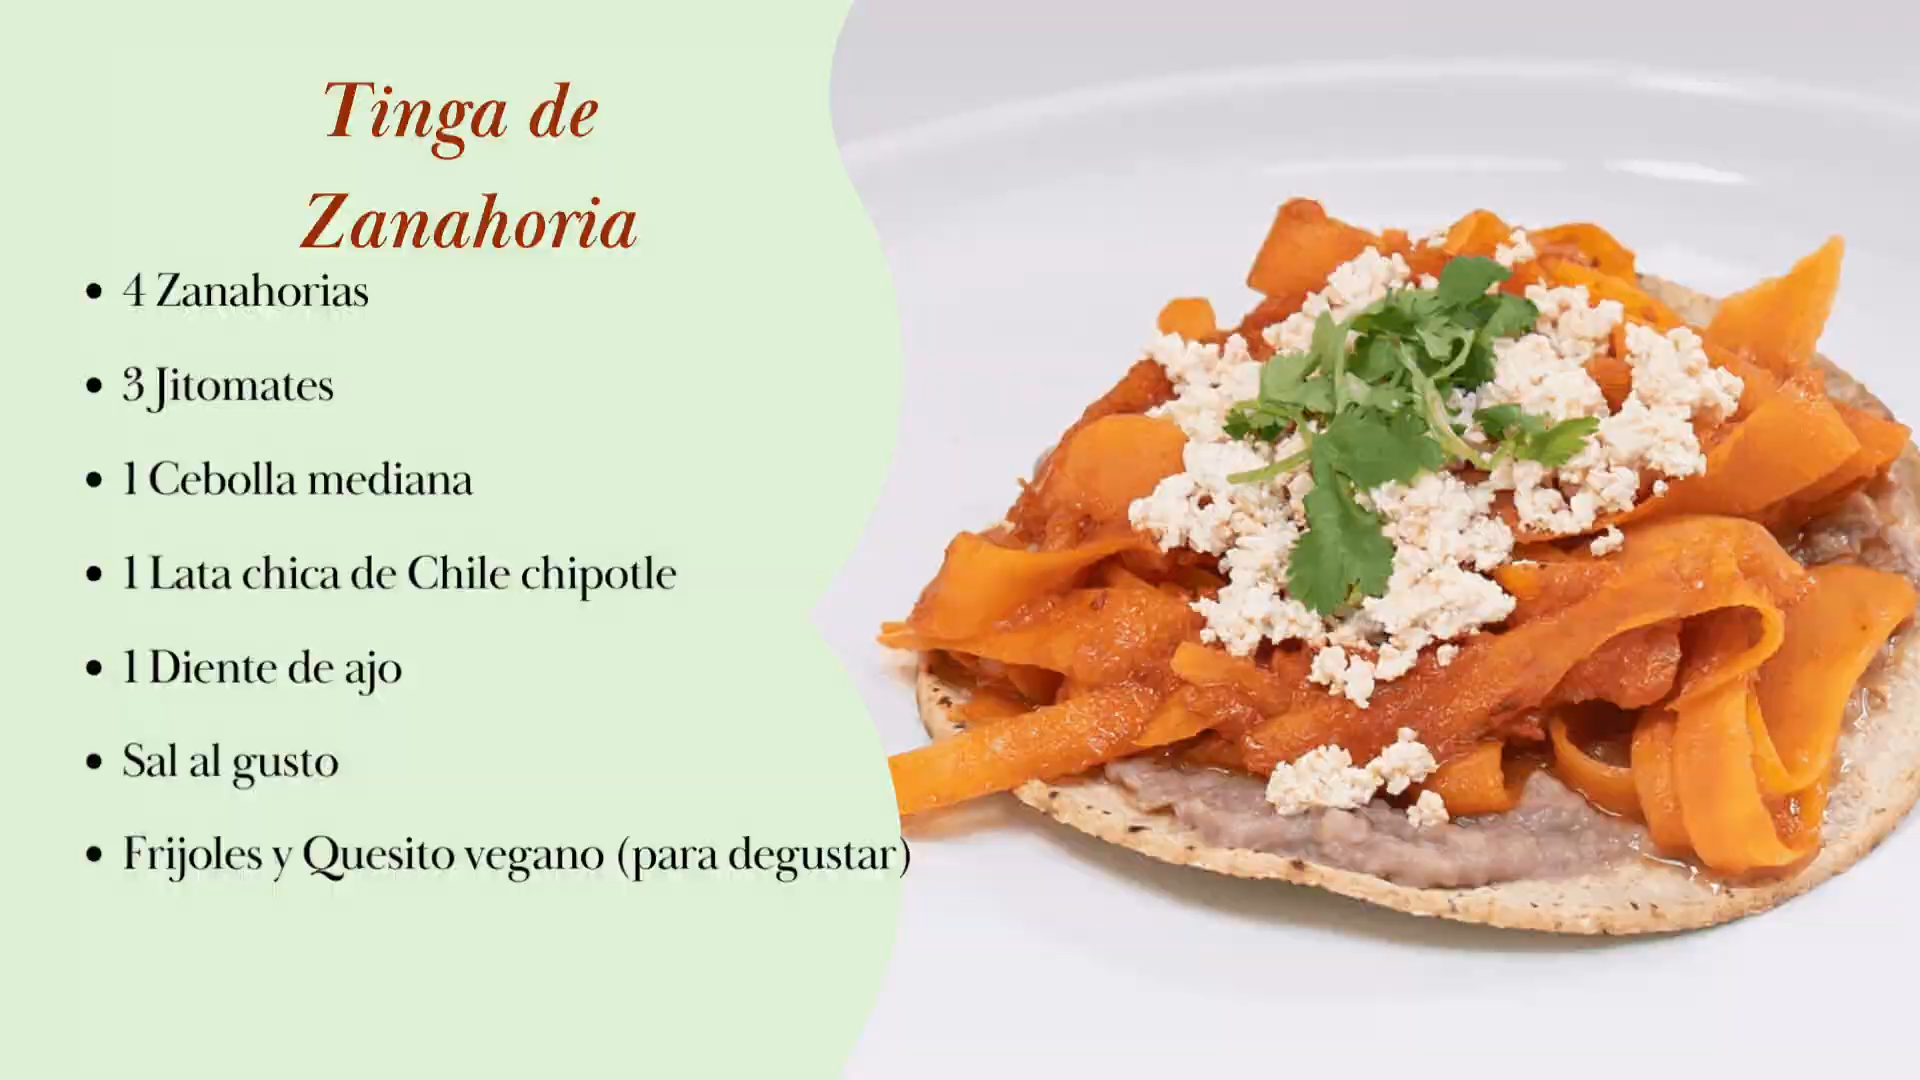 Tinga de
Zanahoria
• 4 Zanahorias
• 3 Jitomates
• 1 Cebolla mediana
• 1 Lata chica de Chile chipotle
• 1 Diente de ajo
• Sal al gusto
• Frijoles y Quesito vegano (para degustar)